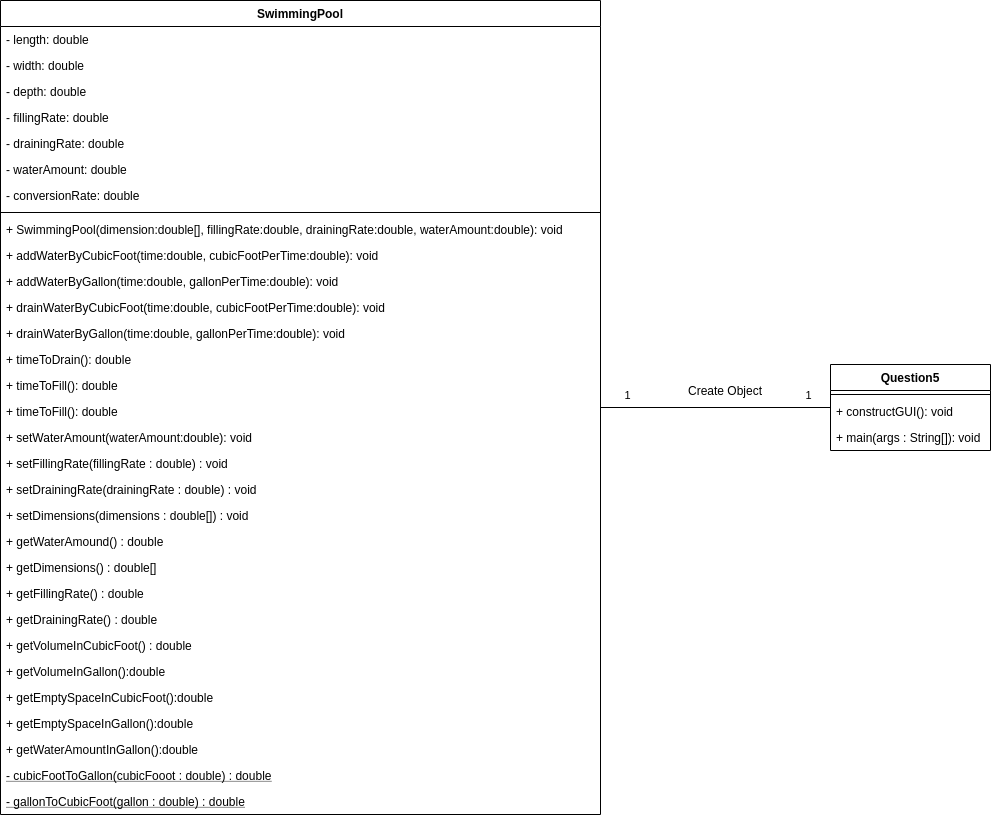 SwimmingPool
- length: double
- width: double
- depth: double
- fillingRate: double
- drainingRate: double
- waterAmount: double
- conversionRate: double
+ SwimmingPool(dimension:double[], fillingRate:double, drainingRate:double, waterAmount:double): void
+ addWaterByCubicFoot(time:double, cubicFootPerTime:double): void
+ addWaterByGallon(time:double, gallonPerTime:double): void
+ drainWaterByCubicFoot(time:double, cubicFootPerTime:double): void
+ drainWaterByGallon(time:double, gallonPerTime:double): void
+ timeToDrain(): double
+ timeToFill(): double
+ timeToFill(): double
+ setWaterAmount(waterAmount:double): void
+ setFillingRate(fillingRate : double) : void
+ setDrainingRate(drainingRate : double) : void
+ setDimensions(dimensions : double[]) : void
+ getWaterAmound() : double
+ getDimensions() : double[]
+ getFillingRate() : double
+ getDrainingRate() : double
+ getVolumeInCubicFoot() : double
+ getVolumeInGallon():double
+ getEmptySpaceInCubicFoot():double
+ getEmptySpaceInGallon():double
+ getWaterAmountInGallon():double
- cubicFootToGallon(cubicFooot : double) : double
- gallonToCubicFoot(gallon : double) : double
1 Create Object 1
Question5
+ constructGUI(): void
+ main(args : String[]): void